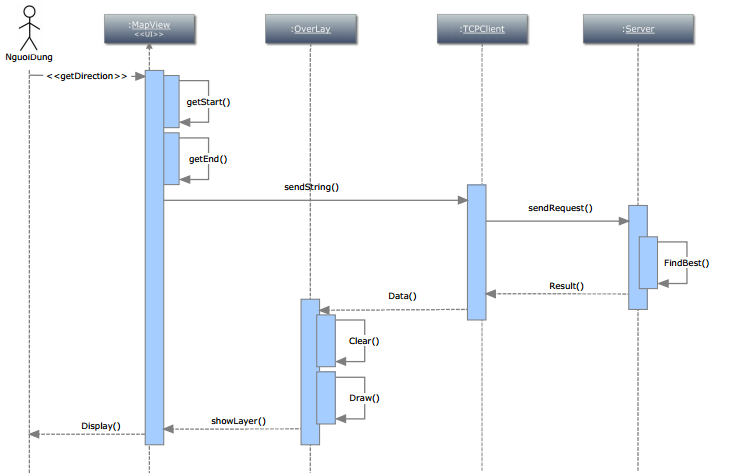 :MapView
<<UI>>
:OverLay
:TCPClient
:Server
NguoiDung
<<getDirection>>
getStart()
getEnd()
sendString()
sendRequest()
FindBest()
Result()
Data()
Clear()
Draw()
showLayer()
Display()